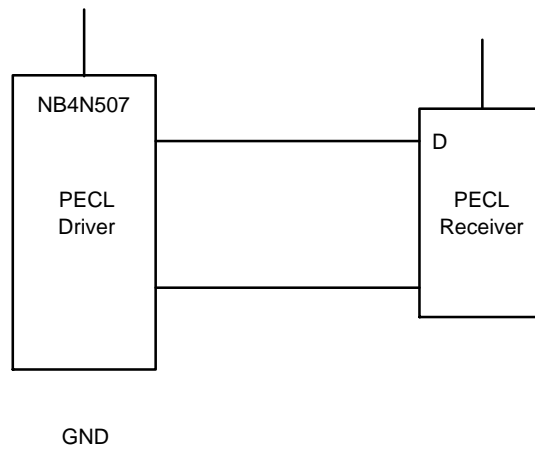 NB4N507
D
PECL
Driver
PECL
Receiver
GND